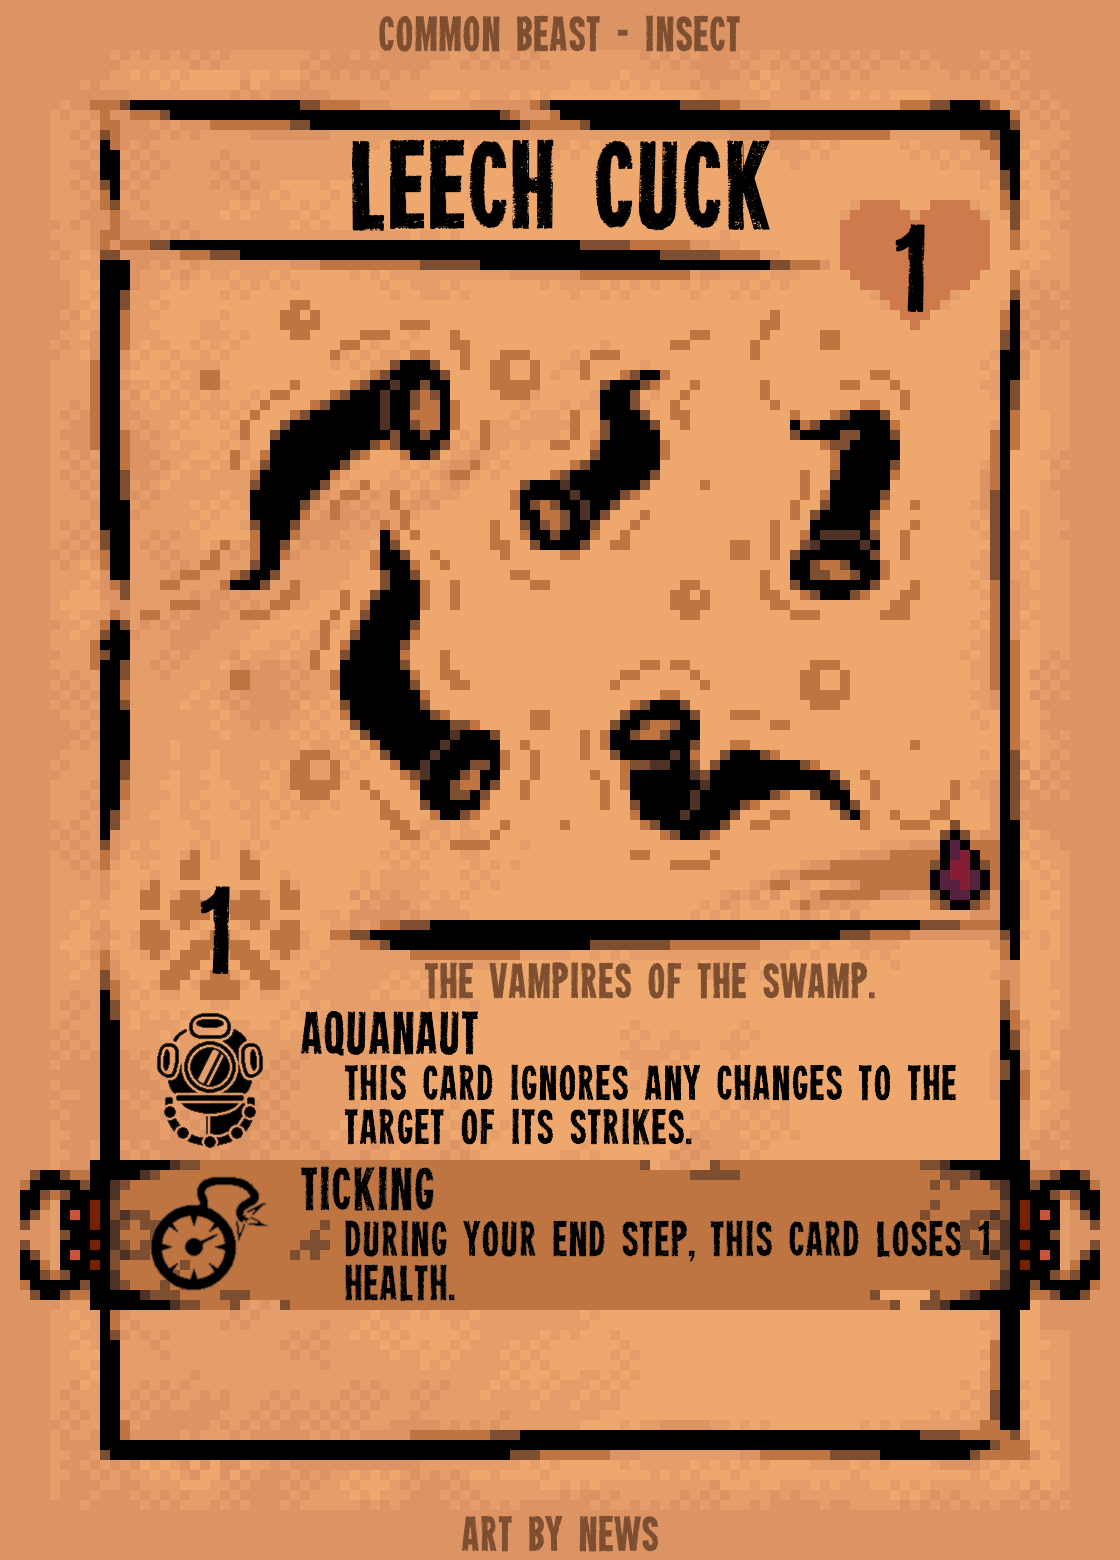 COMMON BEAST - INSECT
LEECH CUCK
1
1
THE VAMPIRES OF THE SWAMP.
AQUANAUT
THIS CARD IGNORES ANY CHANGES TO THE
TARGET OF ITS STRIKES.
TICKING
DURING YOUR END STEP, THIS CARD LOSES 1
HEALTH.
ART BY NEWS